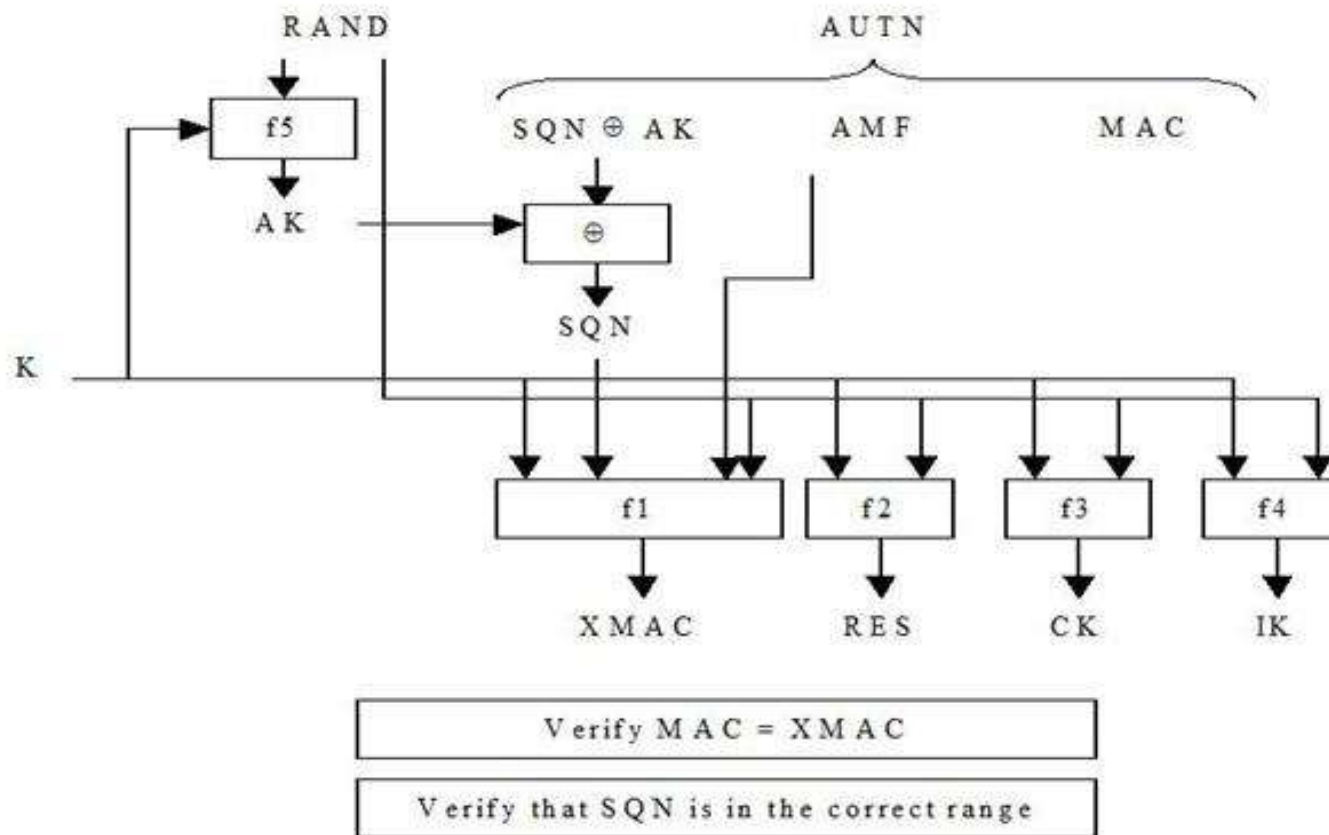 RAND AUTN
f5 SQN ⊕ AK AMF MAC
AK ⊕
SQN
K
f1 f2 f3 f4
XMAC RES CK IK
Verify MAC = XMAC
Verify that SQN is in the correct range